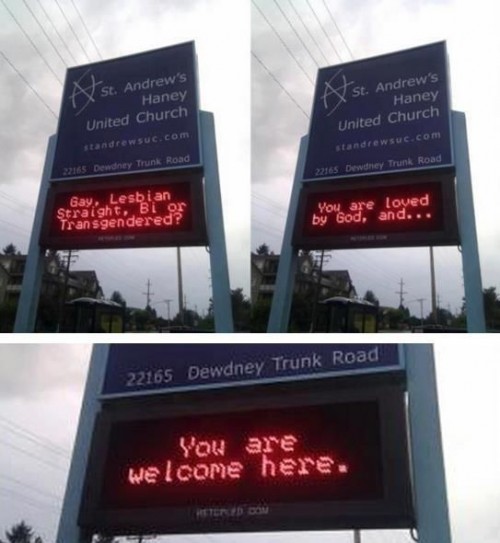 St. Andrew's
Haney
United Church
standrewsuc.com
22165 Dewdney Trunk Road
Gay, Lesbian
Straight, Bi or
Transgendered?
St. Andrew's
Haney
United Church
standrewsuc.com
22165 Dewdney Trunk Road
You are loved
by God, and...
22165 Dewdney Trunk Road
You are
welcome here.